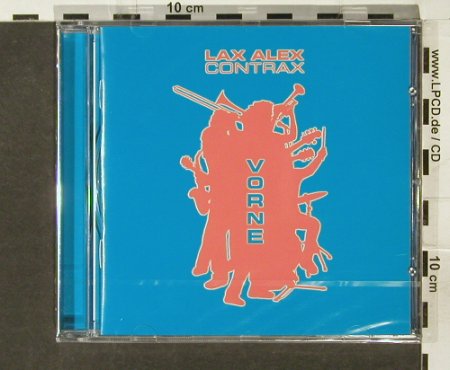 10 cm
LAX ALEX
CONTRAX
VORNE
www.LPCD.de / CD
10 cm